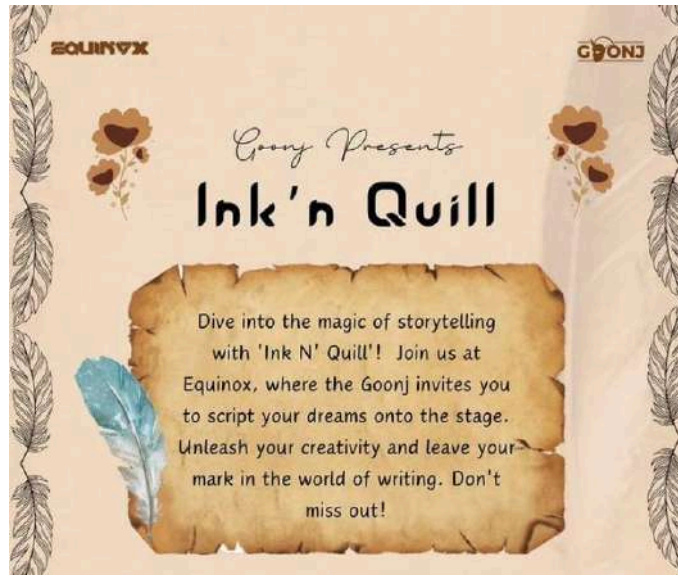 EQUINOX
GOONJ
Goonj Presents
Ink'n Quill
Dive into the magic of storytelling
with 'Ink N' Quill'! Join us at
Equinox, where the Goonj invites you
to script your dreams onto the stage.
Unleash your creativity and leave your
mark in the world of writing. Don't
miss out!